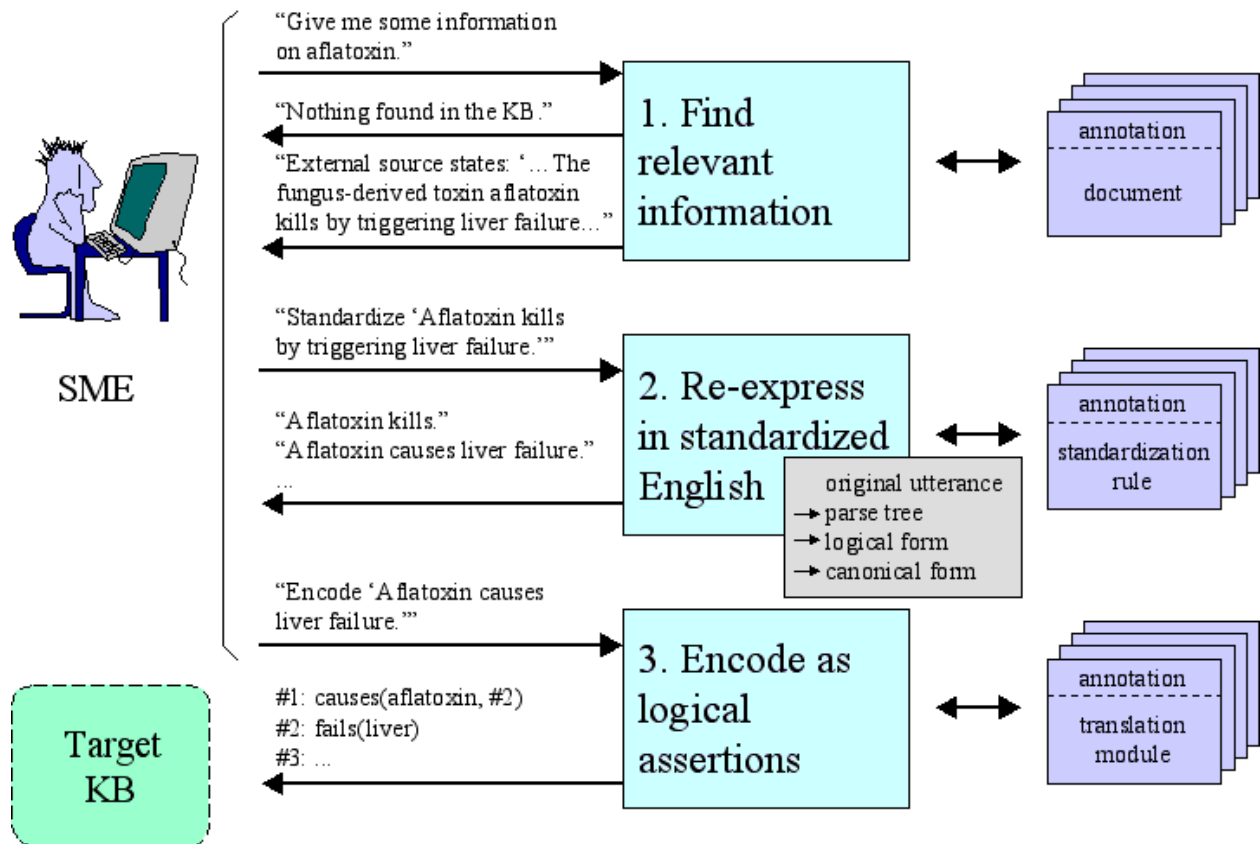 “Give me some information
on aflatoxin.”
“Nothing found in the KB.”
“External source states: ‘… The
fungus-derived toxin aflatoxin
kills by triggering liver failure…”
1. Find
relevant
information
annotation
document
SME
“Standardize ‘Aflatoxin kills
by triggering liver failure.’”
“Aflatoxin kills.”
“Aflatoxin causes liver failure.”
...
2. Re-express
in standardized
English
original utterance
→ parse tree
→ logical form
→ canonical form
annotation
standardization
rule
“Encode ‘Aflatoxin causes
liver failure.’”
#1: causes(aflatoxin, #2)
#2: fails(liver)
#3: ...
3. Encode as
logical
assertions
annotation
translation
module
Target
KB